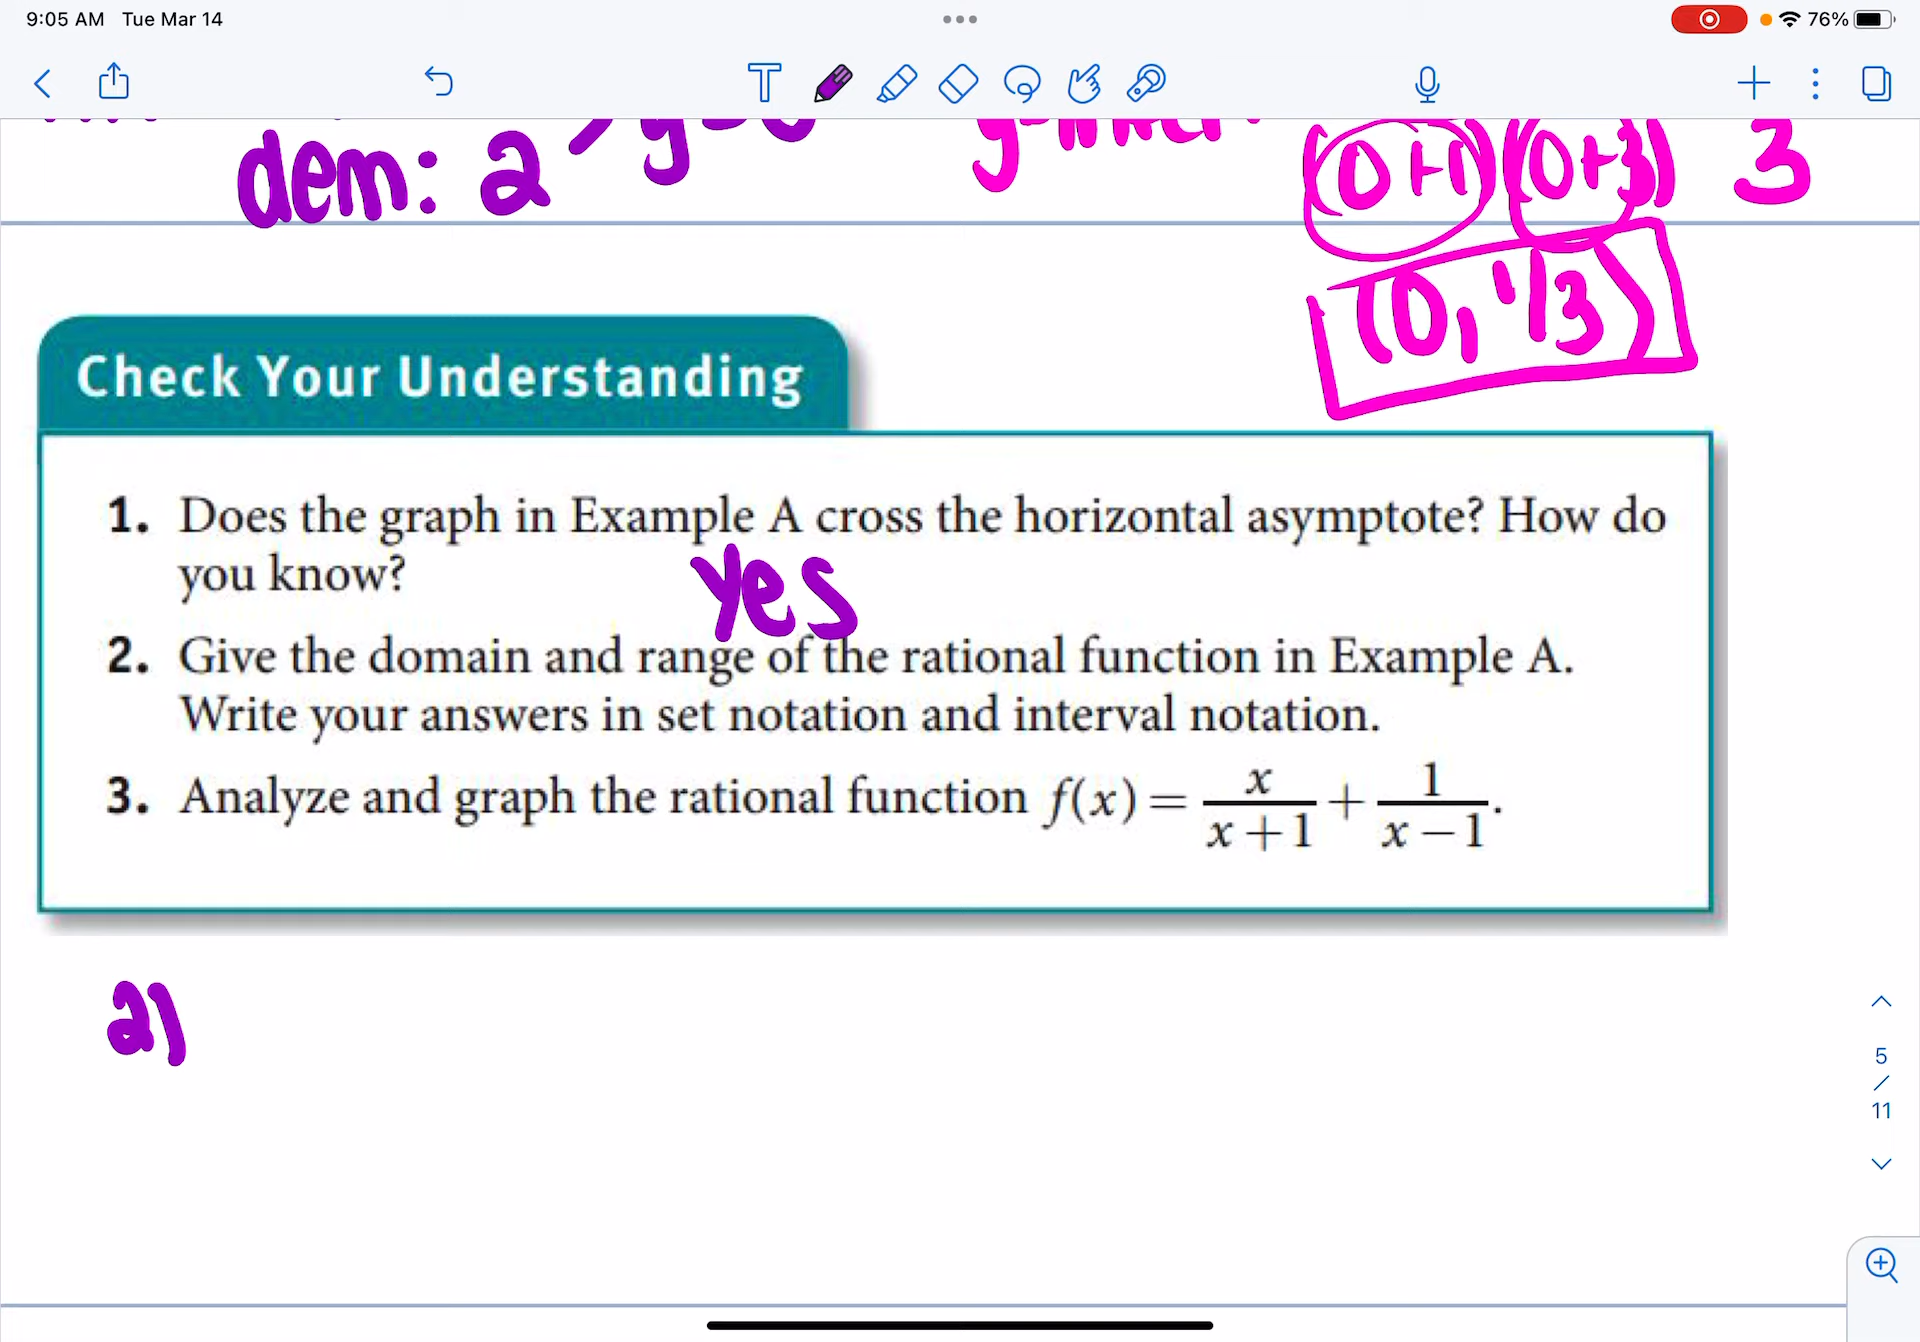 9:05 AM Tue Mar 14
76%
dem: 2
(0+1)(0+3) 3
(0, 1/3)
Check Your Understanding
1. Does the graph in Example A cross the horizontal asymptote? How do
you know?
yes
2. Give the domain and range of the rational function in Example A.
Write your answers in set notation and interval notation.
3. Analyze and graph the rational function f(x) = x/(x+1) + 1/(x−1).
2)
5
/
11